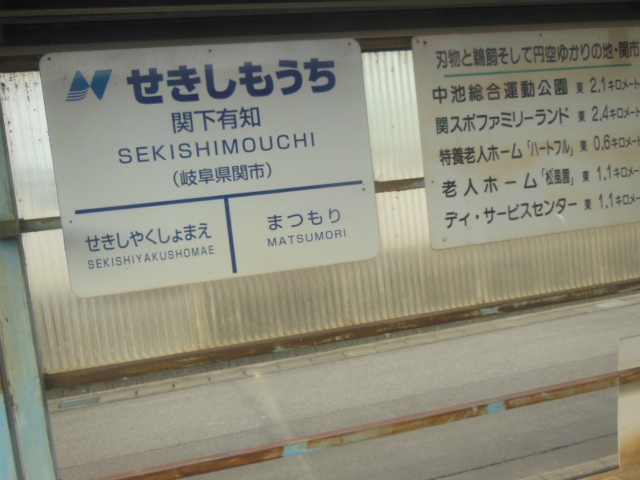 せきしもうち
関下有知
SEKISHIMOUCHI
(岐阜県関市)
せきしやくしょまえ
SEKISHIYAKUSHOMAE
まつもり
MATSUMORI
刃物と鵜飼そして円空ゆかりの地・関市
中池総合運動公園 東 2.1キロメート
関スポファミリーランド 東 2.4キロメート
特養老人ホーム「ハートフル」 東 0.6キロメート
老人ホーム「松風園」 東 1.1キロメート
デイ・サービスセンター 東 1.1キロメート